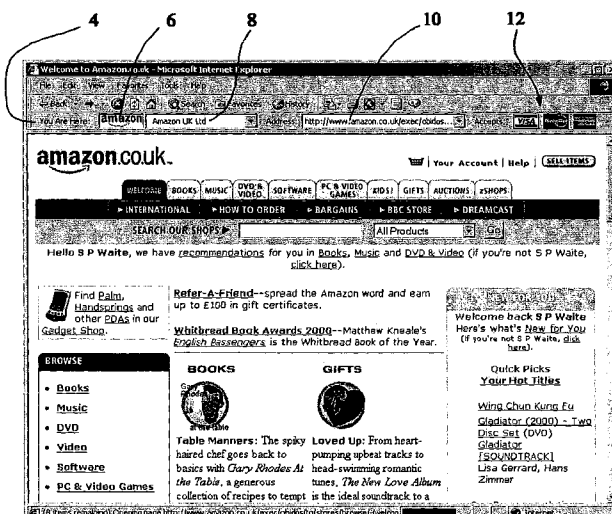 4 6 8 10 12
Welcome to Amazon.co.uk - Microsoft Internet Explorer
File Edit View Favorites Tools Help
Back Search Favorites History
You Are Here: amazon Amazon UK Ltd Address: http://www.amazon.co.uk/exec/obidos... Accepts: VISA
amazon.co.uk
Your Account | Help | SELL ITEMS
WELCOME BOOKS MUSIC DVD & VIDEO SOFTWARE PC & VIDEO GAMES KIDS! GIFTS AUCTIONS zSHOPS
INTERNATIONAL HOW TO ORDER BARGAINS BBC STORE DREAMCAST
SEARCH OUR SHOPS All Products Go
Hello S P Waite, we have recommendations for you in Books, Music and DVD & Video (if you're not S P Waite,
click here).
Find Palm,
Handsprings and
other PDAs in our
Gadget Shop.
Refer-A-Friend--spread the Amazon word and earn
up to £100 in gift certificates.
Whitbread Book Awards 2000--Matthew Kneale's
English Passengers is the Whitbread Book of the Year.
NEW FOR YOU
Welcome back S P Waite
Here's what's New for You
(If you're not S P Waite, click
here).
Quick Picks
Your Hot Titles
Wing Chun Kung Fu
Gladiator (2000) - Two
Disc Set (DVD)
Gladiator
[SOUNDTRACK]
Lisa Gerrard, Hans
Zimmer
BROWSE
• Books
• Music
• DVD
• Video
• Software
• PC & Video Games
BOOKS
Gary
Rhodes
at the table
Table Manners: The spiky
haired chef goes back to
basics with Gary Rhodes At
the Table, a generous
collection of recipes to tempt
GIFTS
Loved Up: From heart-
pumping upbeat tracks to
head-swimming romantic
tunes, The New Love Album
is the ideal soundtrack to a
Internet